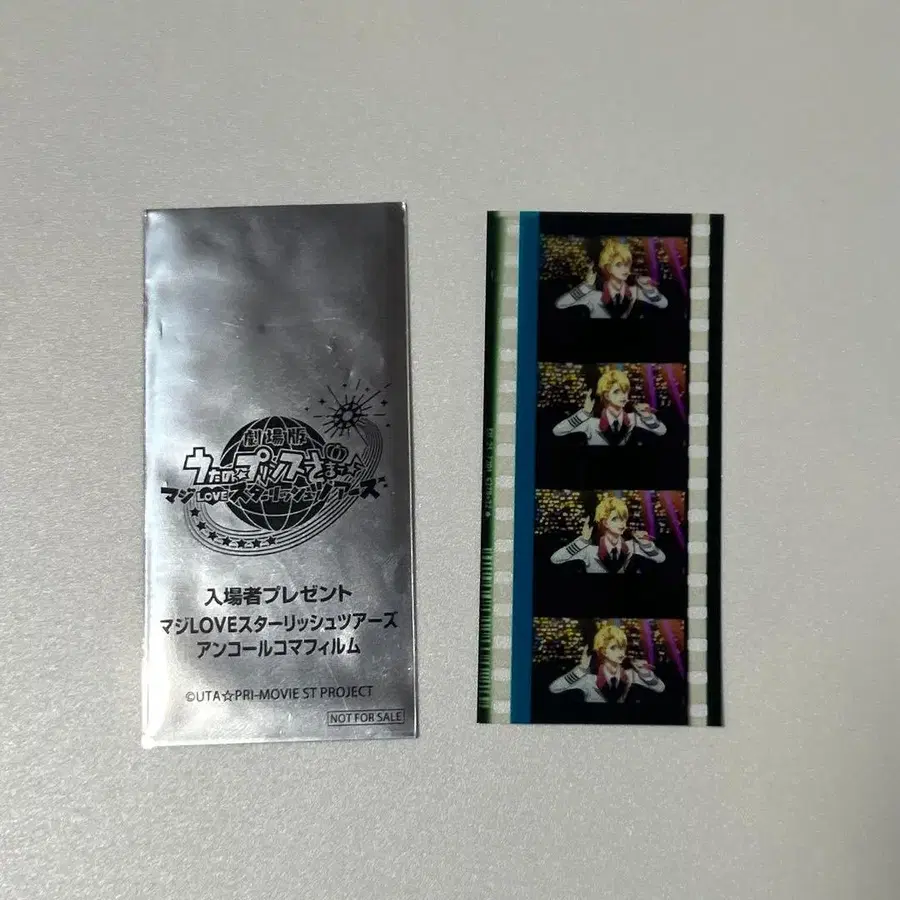 劇場版
うたの☆プリンスさまっ♪
マジLOVEスターリッシュツアーズ
入場者プレゼント
マジLOVEスターリッシュツアーズ
アンコールコマフィルム
©UTA☆PRI-MOVIE ST PROJECT
NOT FOR SALE